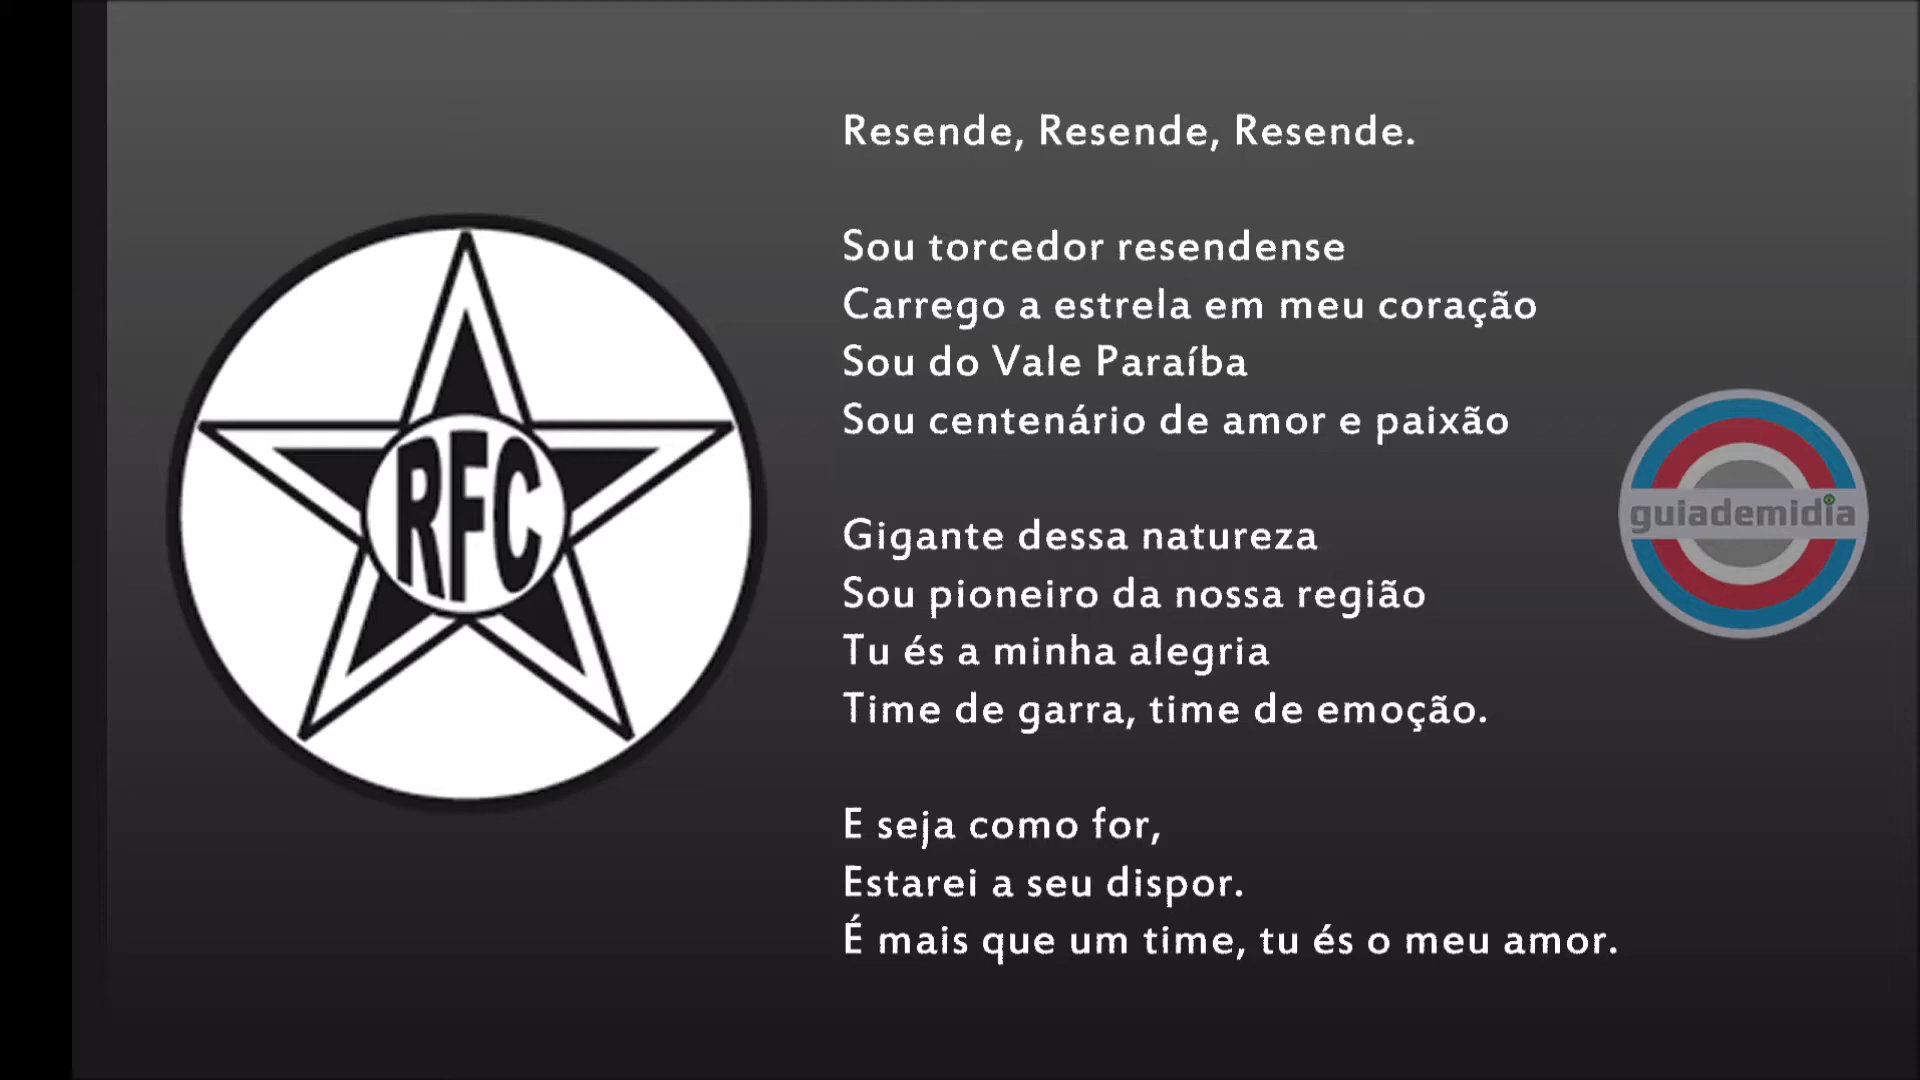 Resende, Resende, Resende.
Sou torcedor resendense
Carrego a estrela em meu coração
Sou do Vale Paraíba
Sou centenário de amor e paixão
Gigante dessa natureza
Sou pioneiro da nossa região
Tu és a minha alegria
Time de garra, time de emoção.
E seja como for,
Estarei a seu dispor.
É mais que um time, tu és o meu amor.
RFC
guiademidia